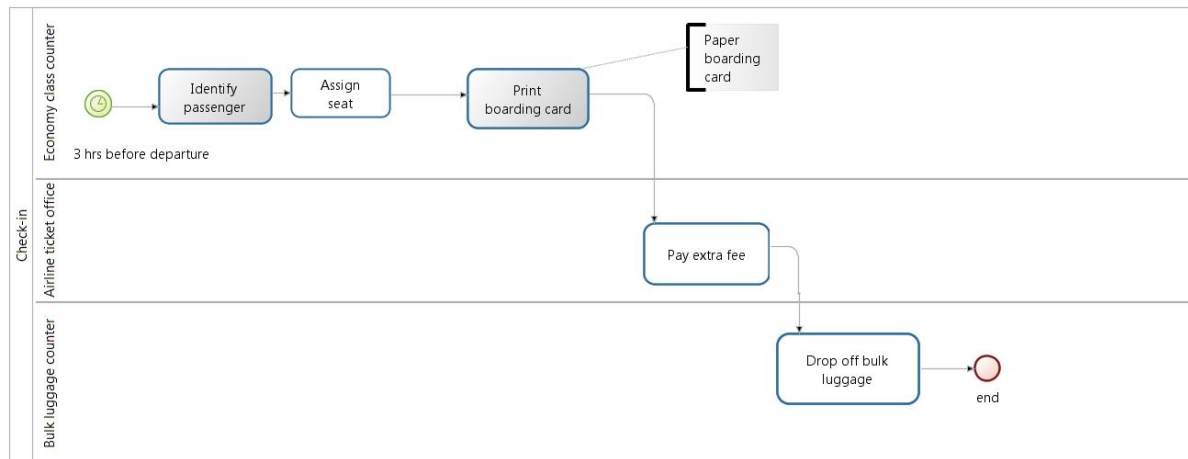 Check-in
Economy class counter
3 hrs before departure
Identify
passenger
Assign
seat
Print
boarding card
Paper
boarding
card
Airline ticket office
Pay extra fee
Bulk luggage counter
Drop off bulk
luggage
end